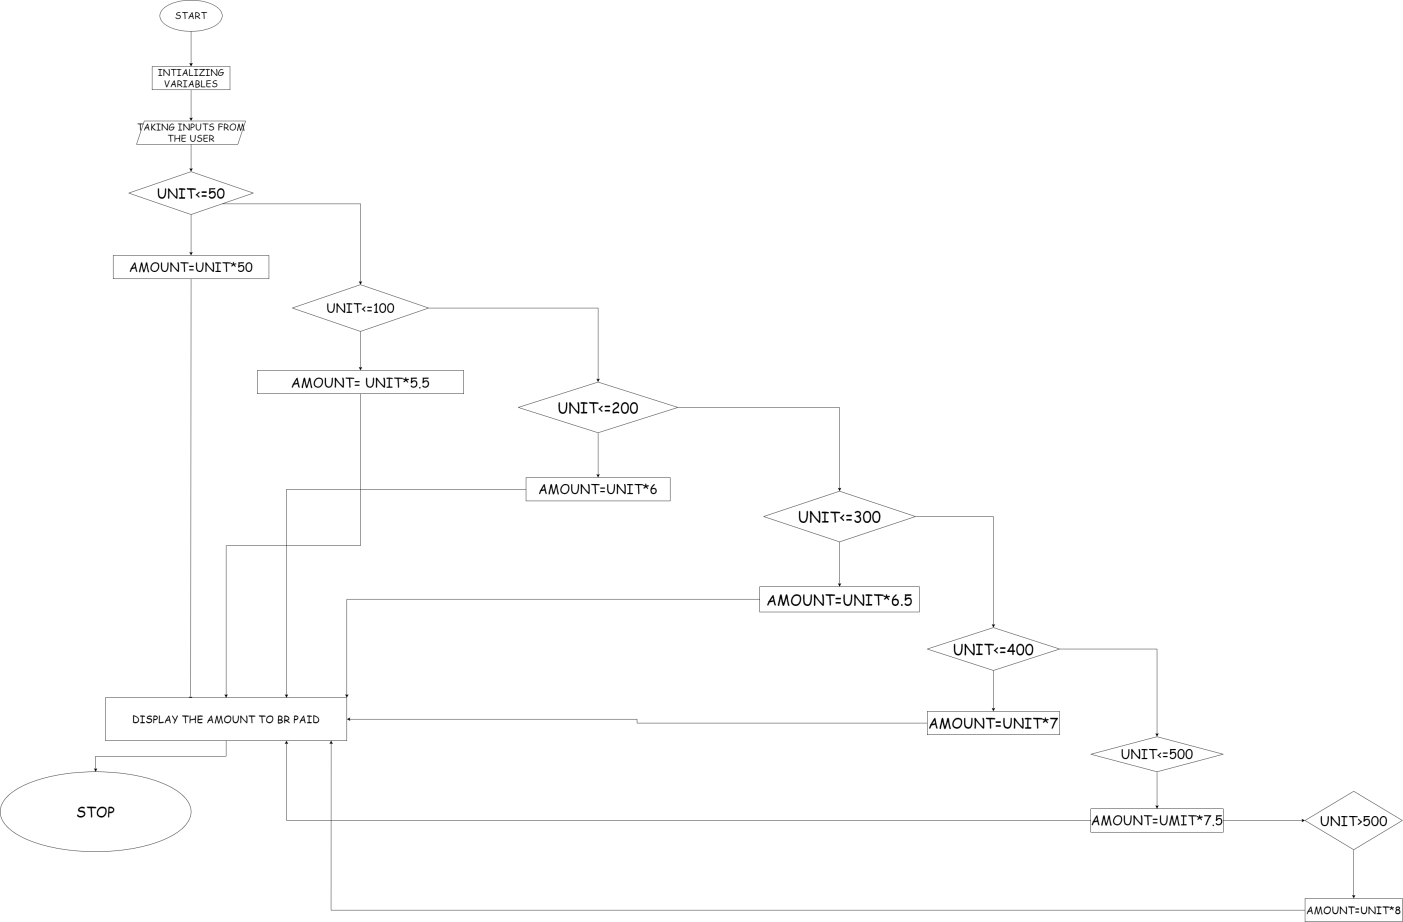 START
INTIALIZING
VARIABLES
TAKING INPUTS FROM
THE USER
UNIT<=50
AMOUNT=UNIT*50
UNIT<=100
AMOUNT= UNIT*5.5
UNIT<=200
AMOUNT=UNIT*6
UNIT<=300
AMOUNT=UNIT*6.5
UNIT<=400
DISPLAY THE AMOUNT TO BR PAID
AMOUNT=UNIT*7
UNIT<=500
STOP
AMOUNT=UMIT*7.5
UNIT>500
AMOUNT=UNIT*8